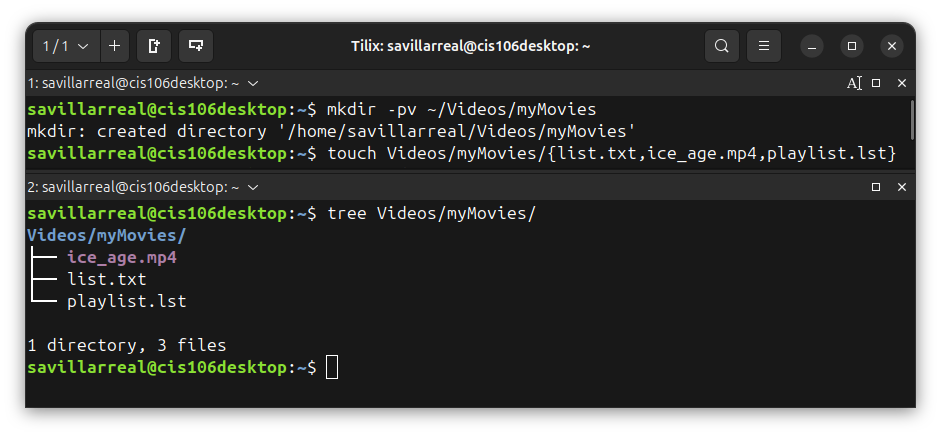 1 / 1
Tilix: savillarreal@cis106desktop: ~
1: savillarreal@cis106desktop: ~
savillarreal@cis106desktop:~$ mkdir -pv ~/Videos/myMovies
mkdir: created directory '/home/savillarreal/Videos/myMovies'
savillarreal@cis106desktop:~$ touch Videos/myMovies/{list.txt,ice_age.mp4,playlist.lst}
2: savillarreal@cis106desktop: ~
savillarreal@cis106desktop:~$ tree Videos/myMovies/
Videos/myMovies/
├── ice_age.mp4
├── list.txt
└── playlist.lst
1 directory, 3 files
savillarreal@cis106desktop:~$